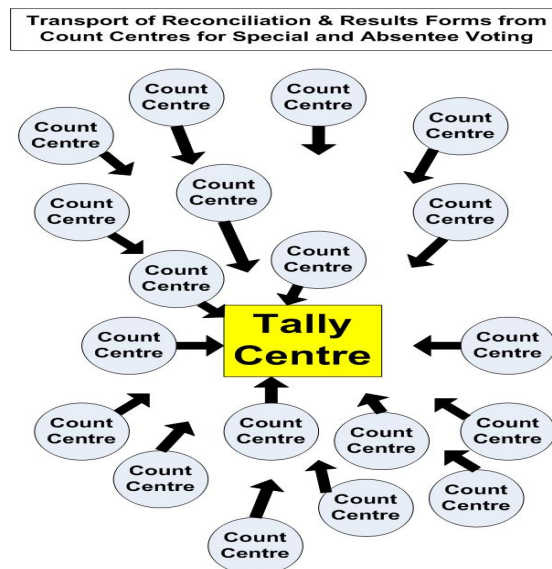 Transport of Reconciliation & Results Forms from
Count Centres for Special and Absentee Voting
Count
Centre
Count
Centre
Count
Centre
Count
Centre
Count
Centre
Count
Centre
Count
Centre
Count
Centre
Count
Centre
Tally
Centre
Count
Centre
Count
Centre
Count
Centre
Count
Centre
Count
Centre
Count
Centre
Count
Centre
Count
Centre
Count
Centre
Count
Centre